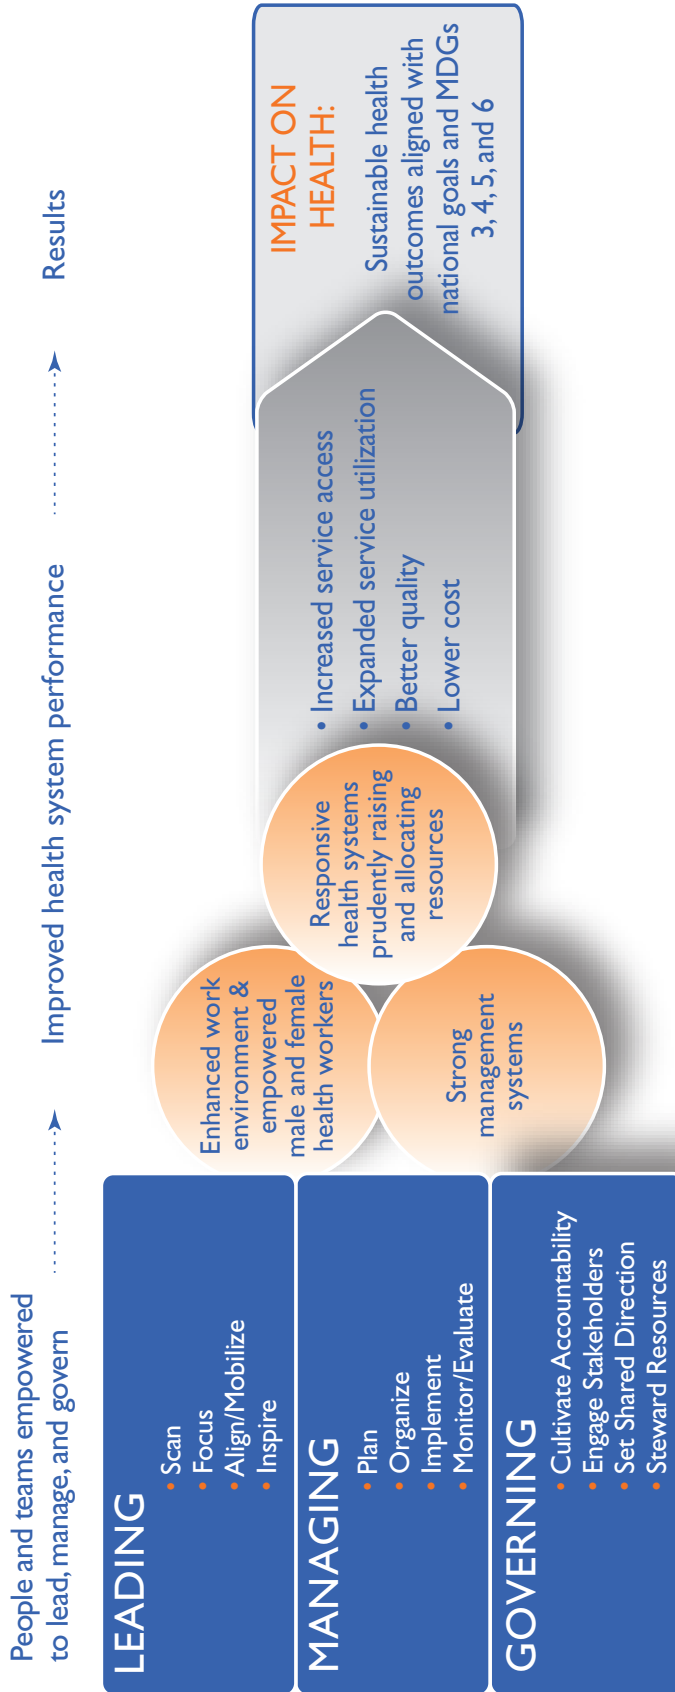 People and teams empowered
to lead, manage, and govern
Improved health system performance
Results
LEADING
• Scan
• Focus
• Align/Mobilize
• Inspire
MANAGING
• Plan
• Organize
• Implement
• Monitor/Evaluate
GOVERNING
• Cultivate Accountability
• Engage Stakeholders
• Set Shared Direction
• Steward Resources
Enhanced work
environment &
empowered
male and female
health workers
Strong
management
systems
Responsive
health systems
prudently raising
and allocating
resources
• Increased service access
• Expanded service utilization
• Better quality
• Lower cost
IMPACT ON
HEALTH:
Sustainable health
outcomes aligned with
national goals and MDGs
3, 4, 5, and 6